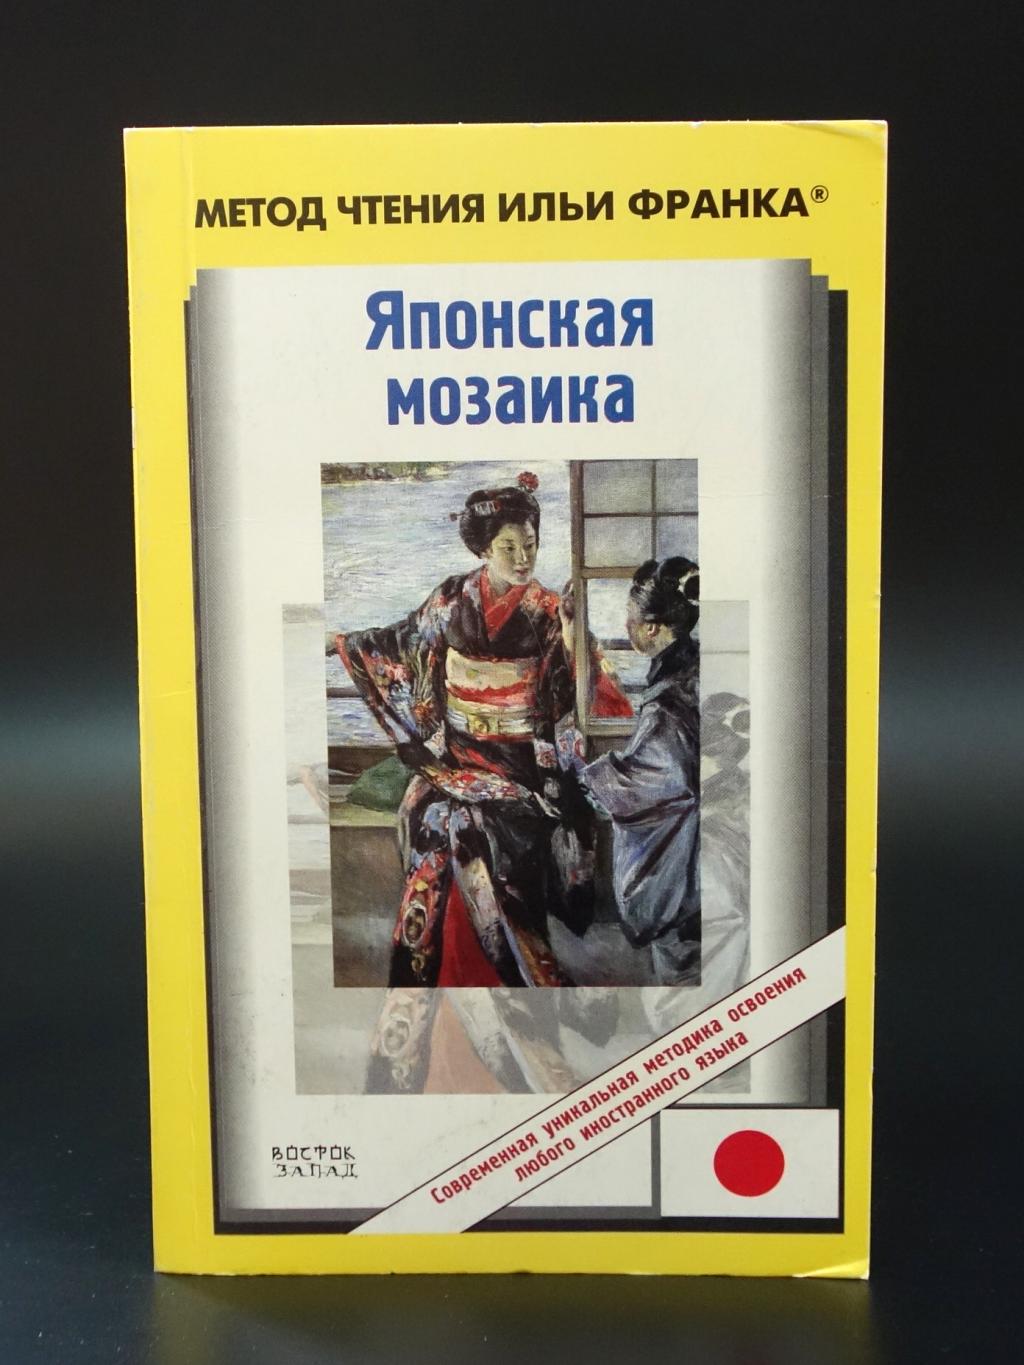 МЕТОД ЧТЕНИЯ ИЛЬИ ФРАНКА®
Японская
мозаика
Современная уникальная методика освоения
любого иностранного языка
ВОСТОК
ЗАПАД